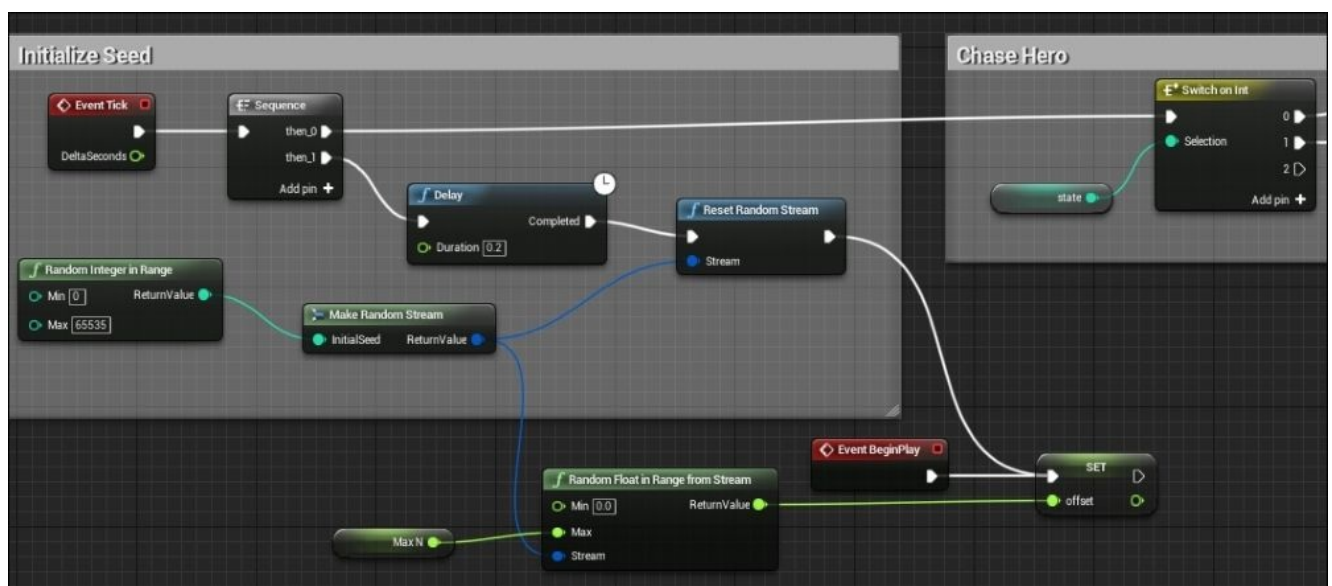 Initialize Seed
Event Tick
DeltaSeconds
Sequence
then_0
then_1
Add pin +
Delay
Completed
Duration 0.2
Reset Random Stream
Stream
Random Integer in Range
Min 0 ReturnValue
Max 65535
Make Random Stream
InitialSeed ReturnValue
Chase Hero
Switch on Int
0
Selection 1
2
Add pin +
state
Event BeginPlay
SET
offset
Random Float in Range from Stream
Min 0.0 ReturnValue
Max
Stream
Max N